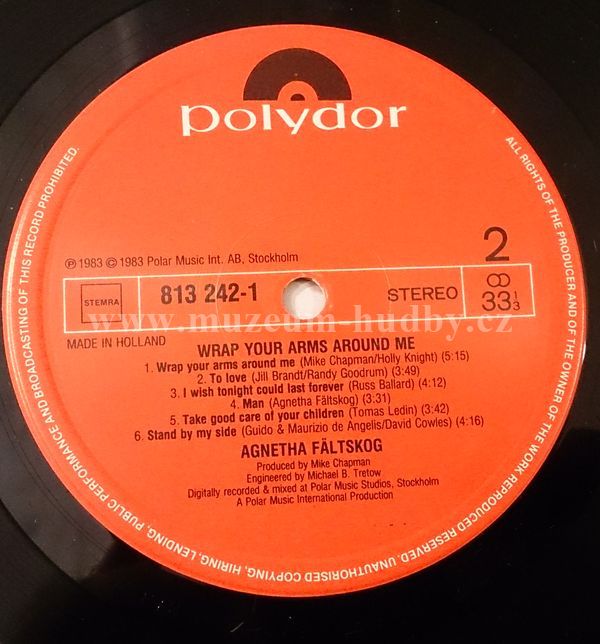 polydor
℗ 1983 © 1983 Polar Music Int. AB, Stockholm
2
STEMRA
813 242-1
STEREO
33 1/3
MADE IN HOLLAND
www.muzeum-hudby.cz
WRAP YOUR ARMS AROUND ME
1. Wrap your arms around me (Mike Chapman/Holly Knight) (5:15)
2. To love (Jill Brandt/Randy Goodrum) (3:49)
3. I wish tonight could last forever (Russ Ballard) (4:12)
4. Man (Agnetha Fältskog) (3:31)
5. Take good care of your children (Tomas Ledin) (3:42)
6. Stand by my side (Guido & Maurizio de Angelis/David Cowles) (4:16)
AGNETHA FÄLTSKOG
Produced by Mike Chapman
Engineered by Michael B. Tretow
Digitally recorded & mixed at Polar Music Studios, Stockholm
A Polar Music International Production
ALL RIGHTS OF THE PRODUCER AND OF THE OWNER OF THE WORK REPRODUCED RESERVED. UNAUTHORISED COPYING, HIRING, LENDING, PUBLIC PERFORMANCE AND BROADCASTING OF THIS RECORD PROHIBITED.